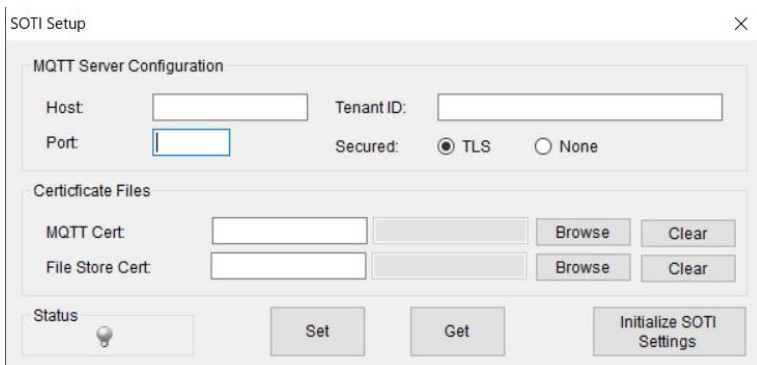 SOTI Setup
MQTT Server Configuration
Host:
Tenant ID:
Port:
Secured:
TLS
None
Certicficate Files
MQTT Cert:
Browse
Clear
File Store Cert:
Browse
Clear
Status
Set
Get
Initialize SOTI
Settings